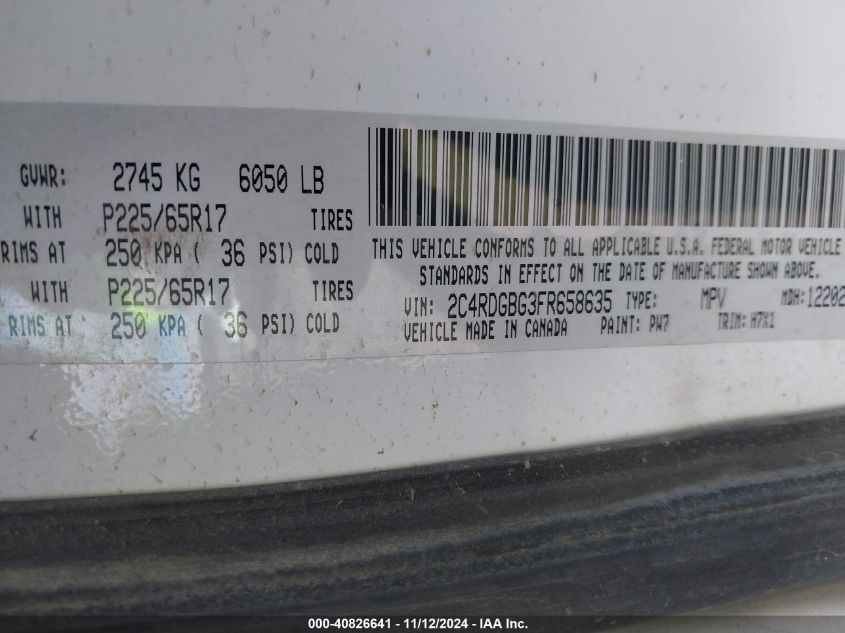 GVWR: 2745 KG 6050 LB
WITH P225/65R17 TIRES
RIMS AT 250 KPA ( 36 PSI) COLD
WITH P225/65R17 TIRES
RIMS AT 250 KPA ( 36 PSI) COLD
THIS VEHICLE CONFORMS TO ALL APPLICABLE U.S.A. FEDERAL MOTOR VEHICLE
STANDARDS IN EFFECT ON THE DATE OF MANUFACTURE SHOWN ABOVE.
VIN: 2C4RDGBG3FR658635 TYPE: MPV MDH: 12202
VEHICLE MADE IN CANADA PAINT: PW7 TRIM: H7X1
000-40826641 - 11/12/2024 - IAA Inc.